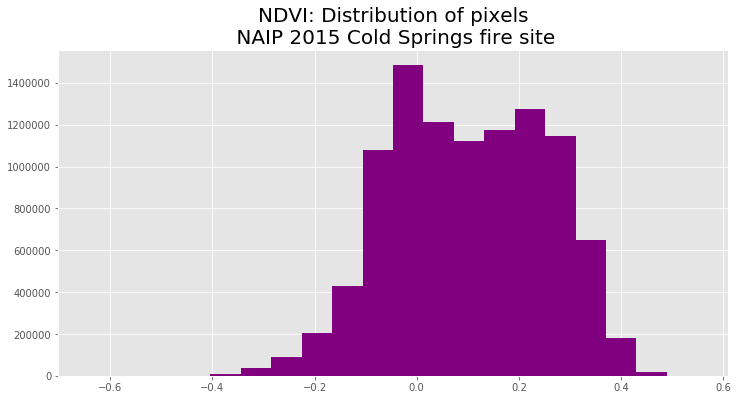 NDVI: Distribution of pixels
NAIP 2015 Cold Springs fire site
1400000
1200000
1000000
800000
600000
400000
200000
0
−0.6 −0.4 −0.2 0.0 0.2 0.4 0.6